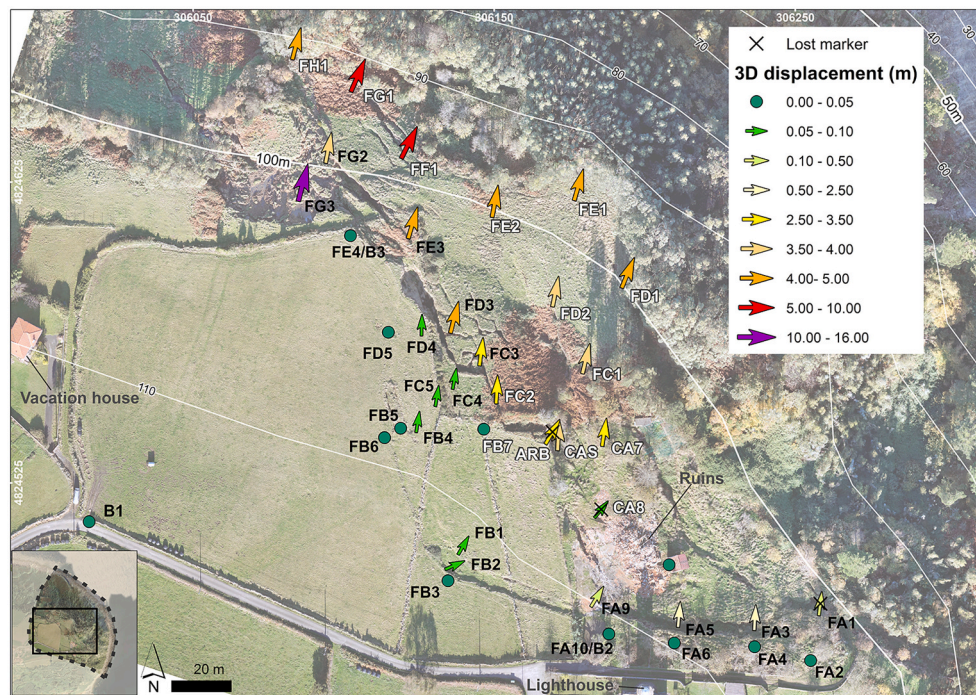 306050
306150
306250
Lost marker
3D displacement (m)
0.00 - 0.05
0.05 - 0.10
0.10 - 0.50
0.50 - 2.50
2.50 - 3.50
3.50 - 4.00
4.00- 5.00
5.00 - 10.00
10.00 - 16.00
30
40
50m
60
70
80
90
100m
110
4824625
4824525
FH1
FG1
FG2
FF1
FG3
FE1
FE2
FE3
FE4/B3
FD1
FD2
FD3
FD4
FD5
FC3
FC1
FC5
FC4
FC2
FB5
FB4
FB6
FB7
ARB
CAS
CA7
Vacation house
Ruins
CA8
B1
FB1
FB2
FB3
FA9
FA5
FA3
FA1
FA10/B2
FA6
FA4
FA2
Lighthouse
N
20 m